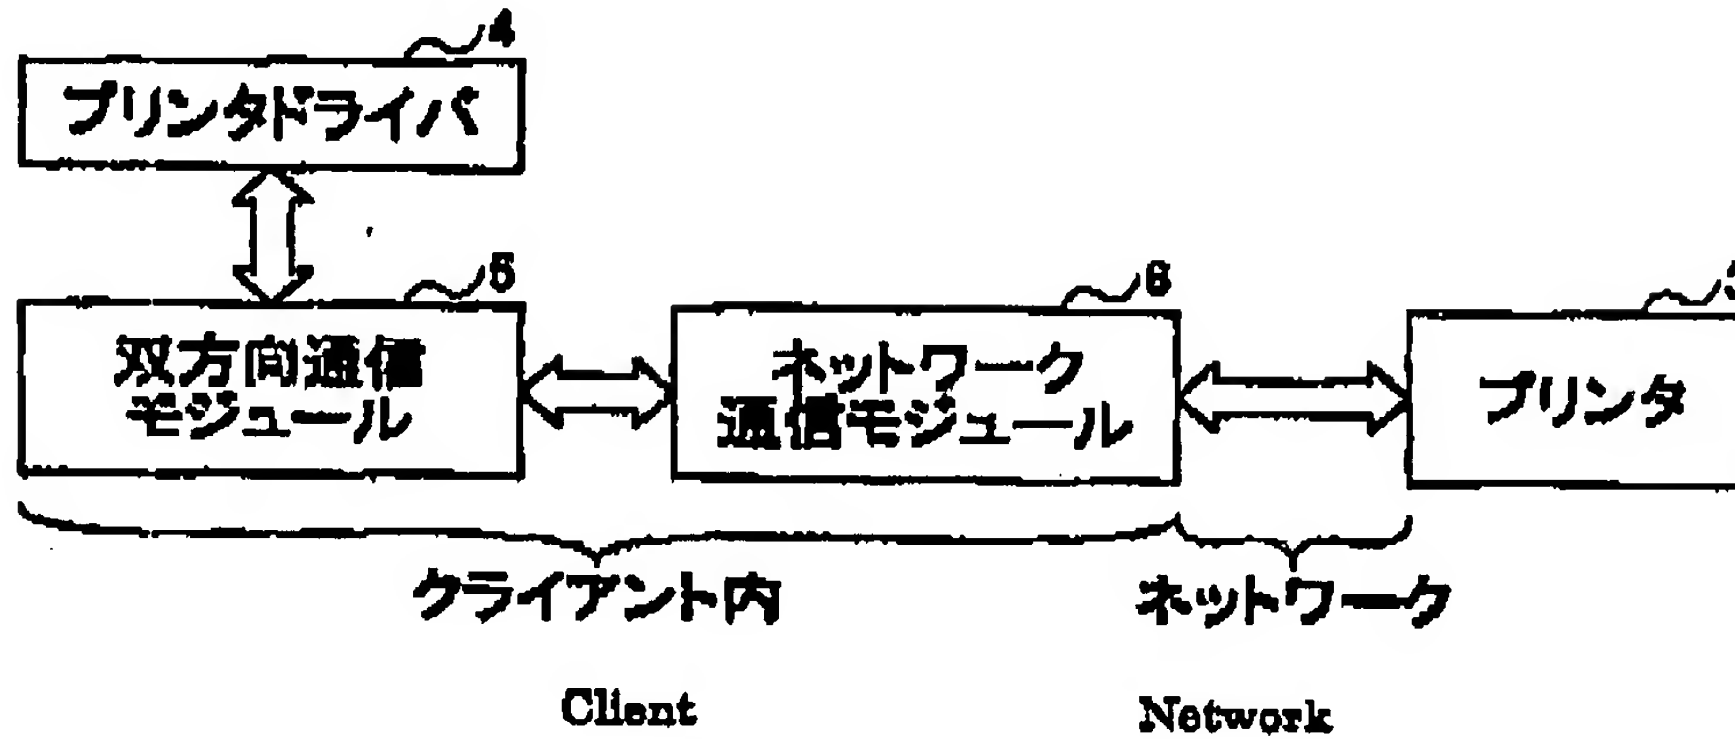 4
プリンタドライバ
5
双方向通信
モジュール
6
ネットワーク
通信モジュール
プリンタ
クライアント内
ネットワーク
Client
Network